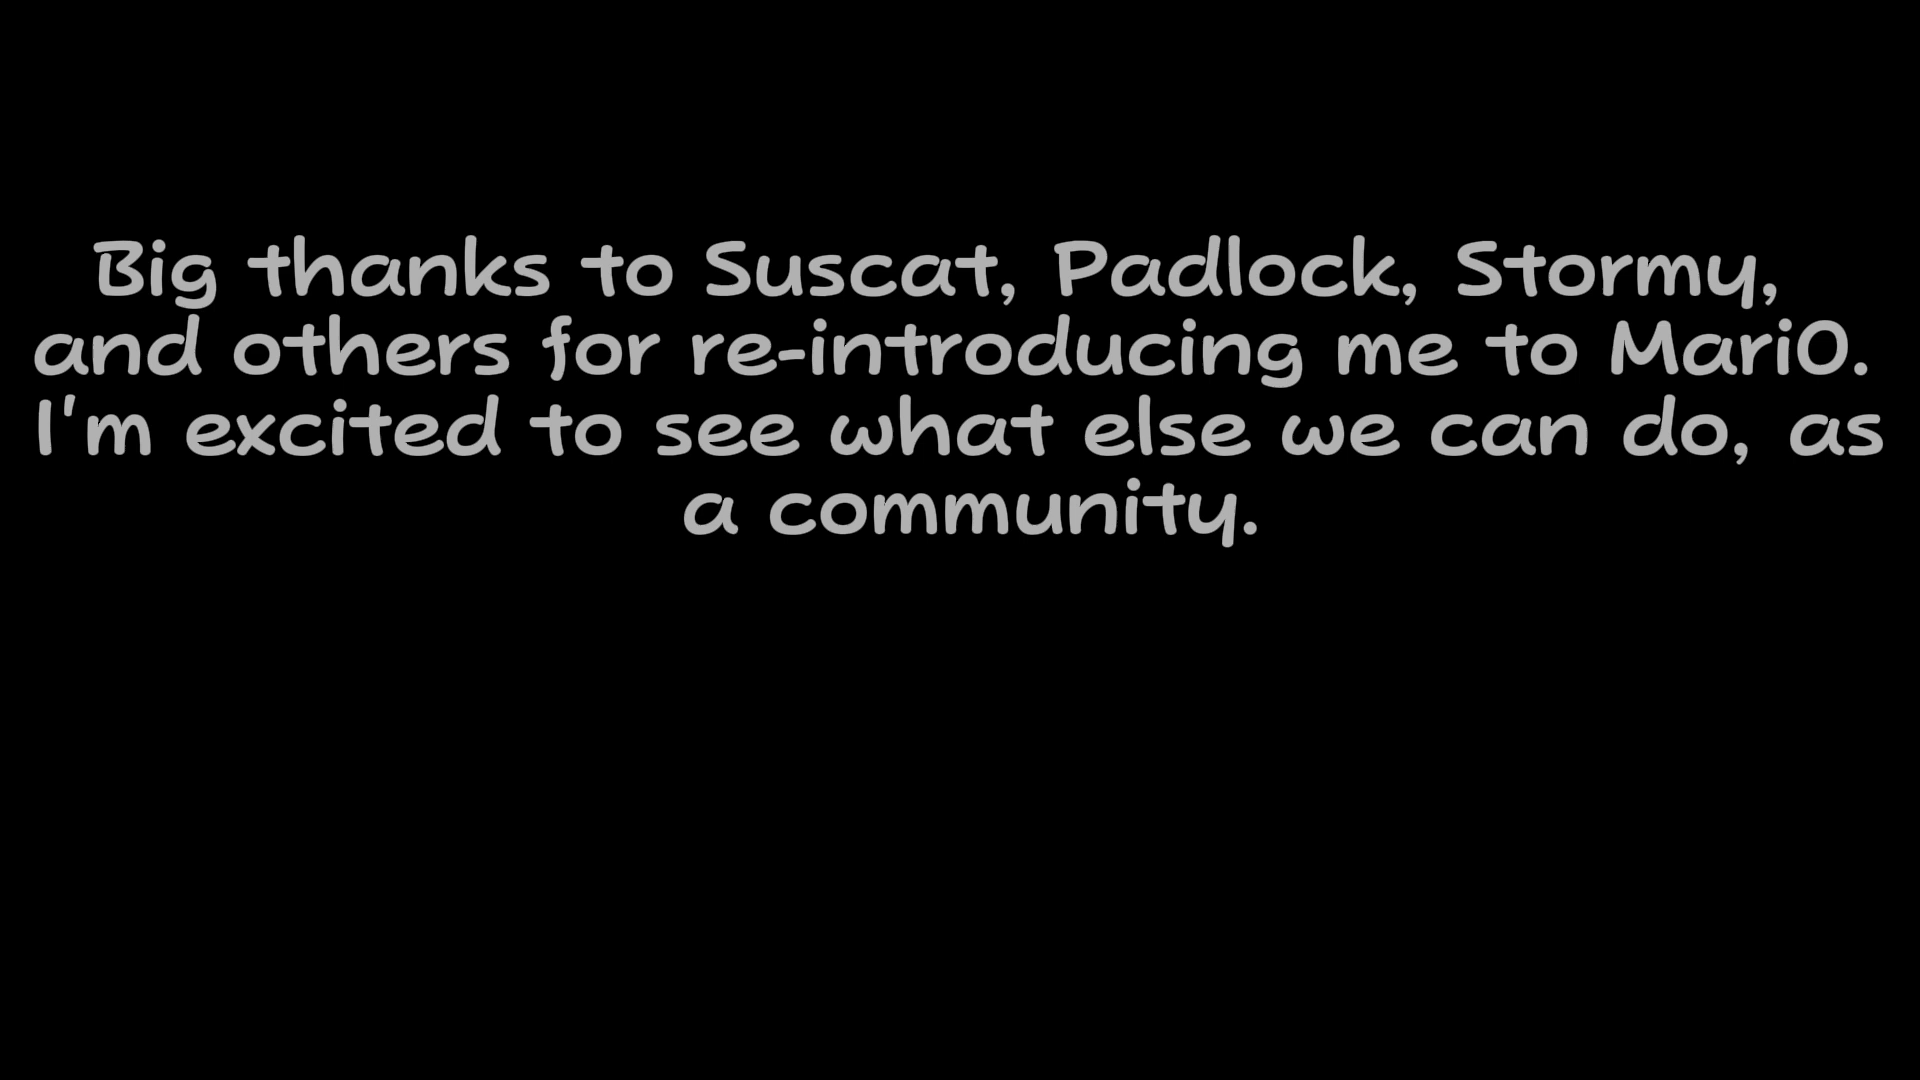 Big thanks to Suscat, Padlock, Stormy,
and others for re-introducing me to Mari0.
I'm excited to see what else we can do, as
a community.